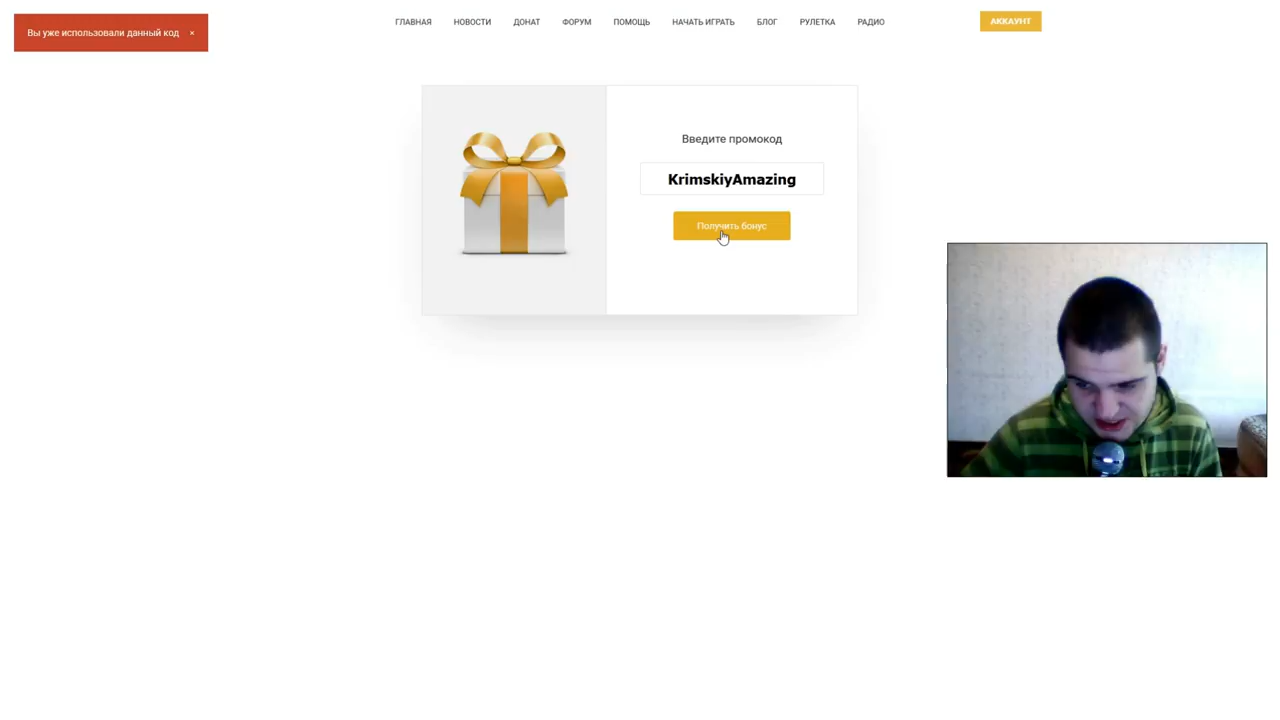 Вы уже использовали данный код ×
ГЛАВНАЯ НОВОСТИ ДОНАТ ФОРУМ ПОМОЩЬ НАЧАТЬ ИГРАТЬ БЛОГ РУЛЕТКА РАДИО АККАУНТ
Введите промокод
KrimskiyAmazing
Получить бонус